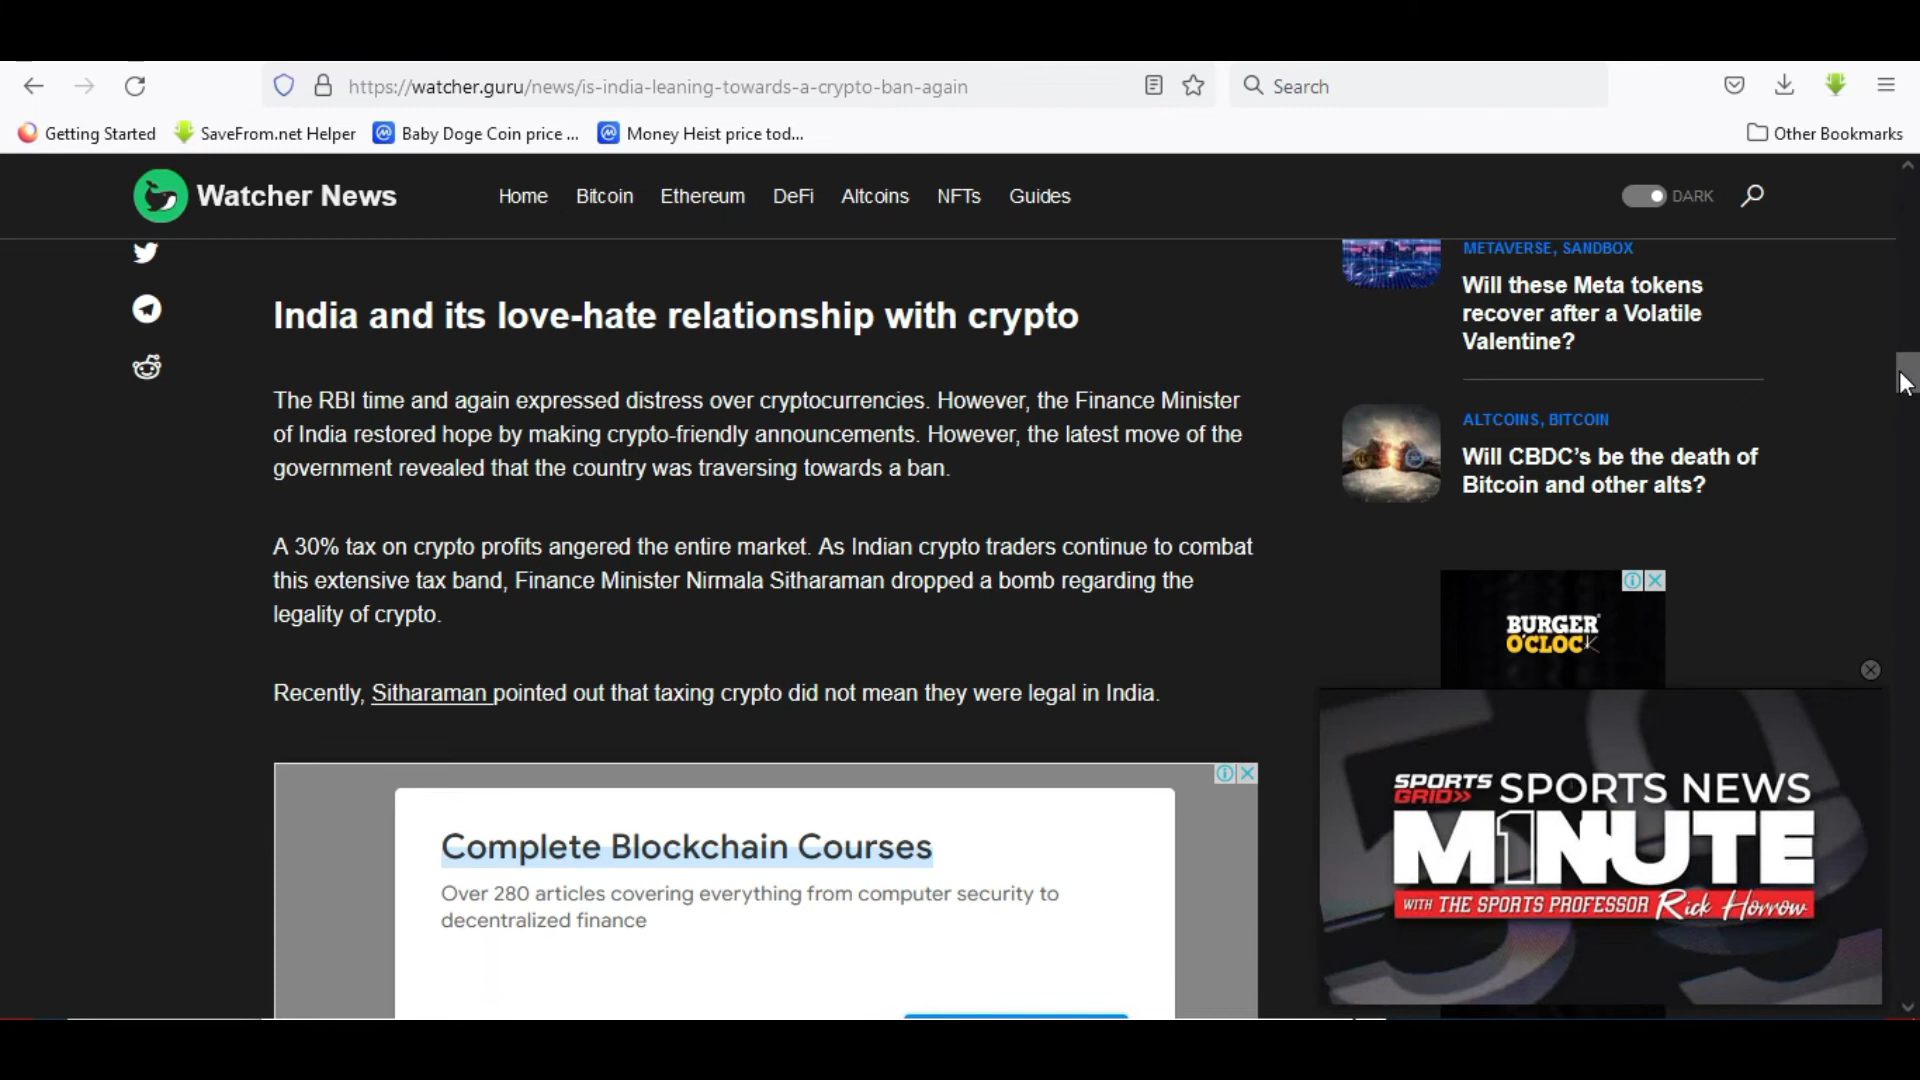 https://watcher.guru/news/is-india-leaning-towards-a-crypto-ban-again
Search
Getting Started
SaveFrom.net Helper
Baby Doge Coin price ...
Money Heist price tod...
Other Bookmarks
Watcher News
Home
Bitcoin
Ethereum
DeFi
Altcoins
NFTs
Guides
DARK
India and its love-hate relationship with crypto
The RBI time and again expressed distress over cryptocurrencies. However, the Finance Minister
of India restored hope by making crypto-friendly announcements. However, the latest move of the
government revealed that the country was traversing towards a ban.
A 30% tax on crypto profits angered the entire market. As Indian crypto traders continue to combat
this extensive tax band, Finance Minister Nirmala Sitharaman dropped a bomb regarding the
legality of crypto.
Recently, Sitharaman pointed out that taxing crypto did not mean they were legal in India.
Complete Blockchain Courses
Over 280 articles covering everything from computer security to
decentralized finance
METAVERSE, SANDBOX
Will these Meta tokens
recover after a Volatile
Valentine?
ALTCOINS, BITCOIN
Will CBDC's be the death of
Bitcoin and other alts?
BURGER
O'CLOCK
SPORTS
GRID
SPORTS NEWS
M1NUTE
WITH THE SPORTS PROFESSOR Rick Horrow